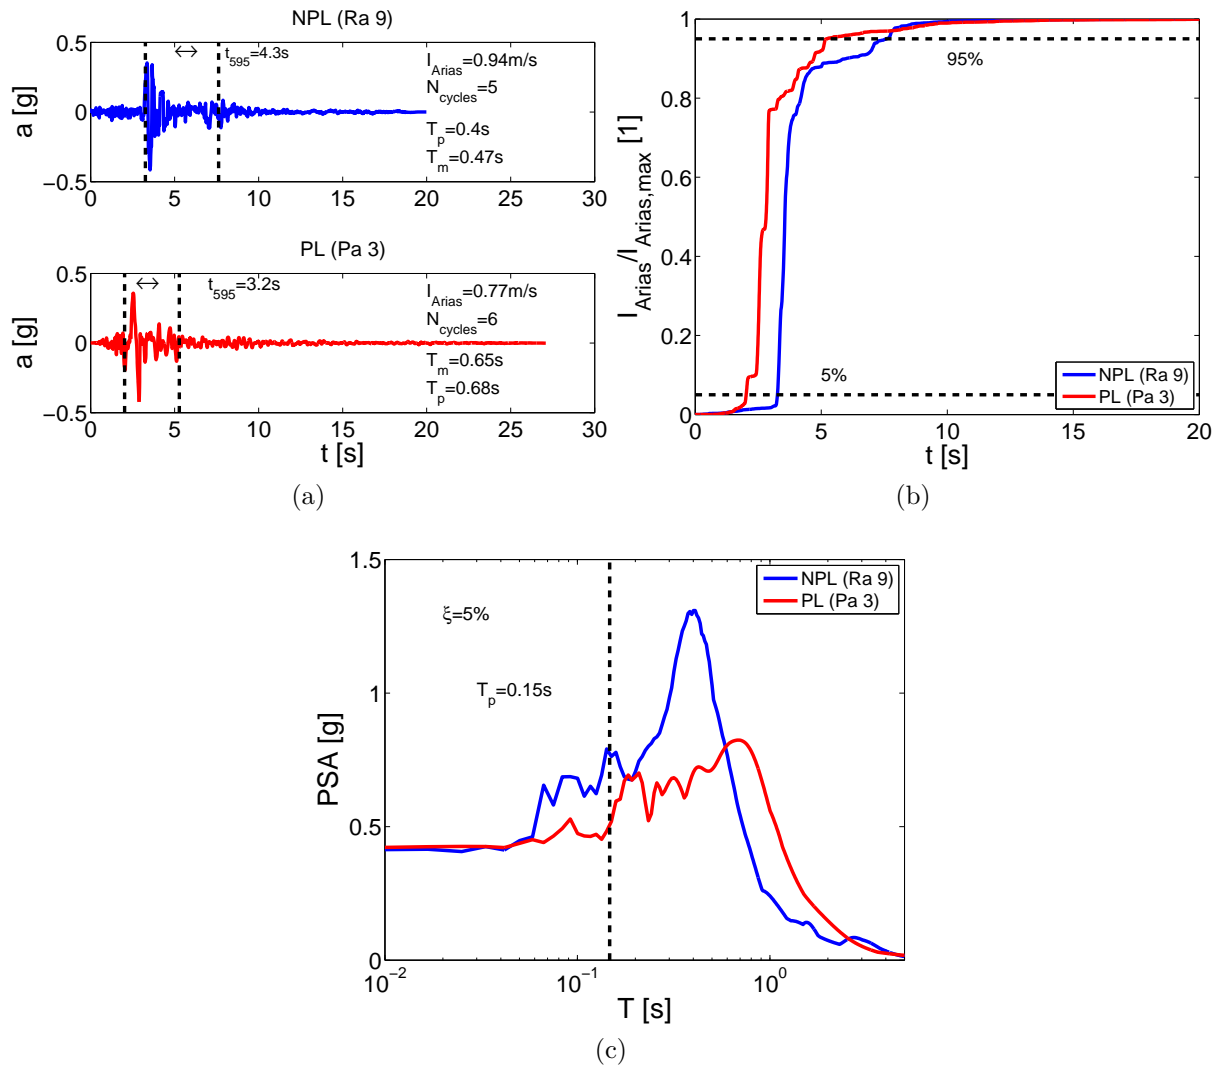 NPL (Ra 9)
0.5
0
−0.5
a [g]
t595=4.3s
IArias=0.94m/s
Ncycles=5
Tp=0.4s
Tm=0.47s
0 5 10 15 20 25 30
PL (Pa 3)
0.5
0
−0.5
a [g]
t595=3.2s
IArias=0.77m/s
Ncycles=6
Tm=0.65s
Tp=0.68s
0 5 10 15 20 25 30
t [s]
(a)
1
0.8
0.6
0.4
0.2
0
IArias/IArias,max [1]
95%
5%
NPL (Ra 9)
PL (Pa 3)
0 5 10 15 20
t [s]
(b)
1.5
1
0.5
0
PSA [g]
ξ=5%
Tp=0.15s
NPL (Ra 9)
PL (Pa 3)
10−2 10−1 100
T [s]
(c)